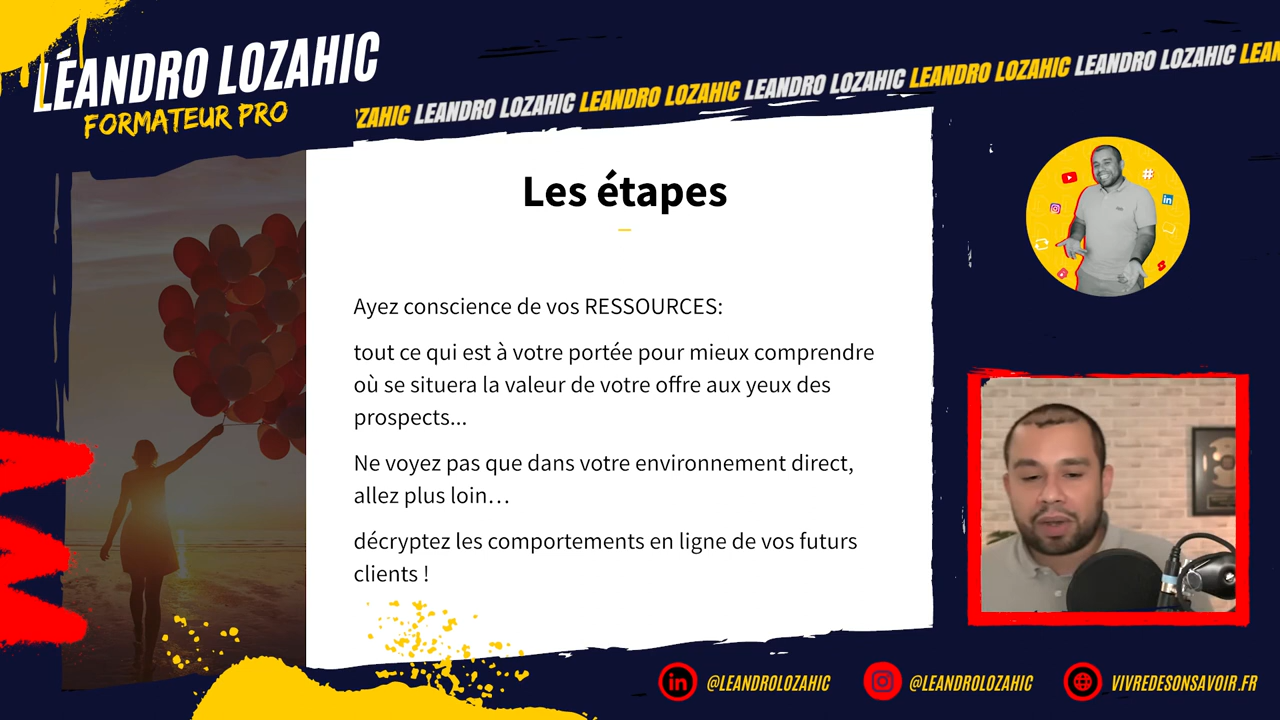 LÉANDRO LOZAHIC
FORMATEUR PRO
ZAHIC LEANDRO LOZAHIC LEANDRO LOZAHIC LEANDRO LOZAHIC LEANDRO LOZAHIC LEANDRO LOZAHIC LEAN
Les étapes
Ayez conscience de vos RESSOURCES:
tout ce qui est à votre portée pour mieux comprendre
où se situera la valeur de votre offre aux yeux des
prospects...
Ne voyez pas que dans votre environnement direct,
allez plus loin…
décryptez les comportements en ligne de vos futurs
clients !
@LEANDROLOZAHIC
@LEANDROLOZAHIC
VIVREDESONSAVOIR.FR